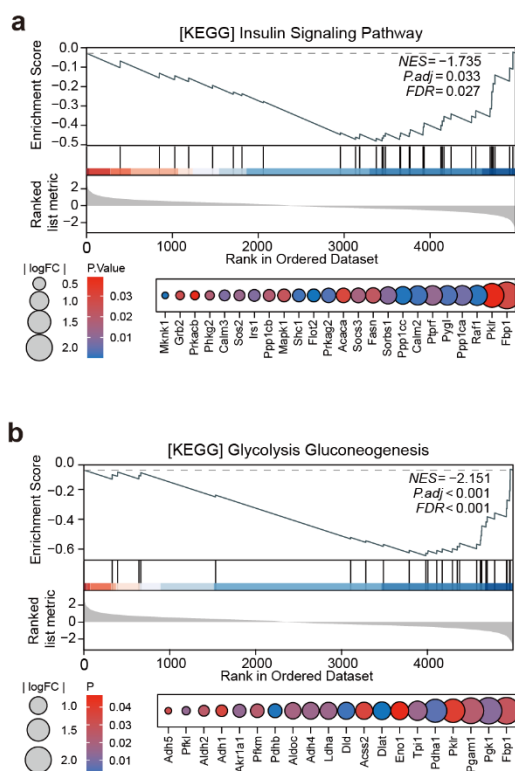 a
[KEGG] Insulin Signaling Pathway
Enrichment Score
0.0
-0.1
-0.2
-0.3
-0.4
-0.5
NES= −1.735
P.adj = 0.033
FDR = 0.027
Ranked list metric
2
0
−2
0 1000 2000 3000 4000
Rank in Ordered Dataset
| logFC |
0.5
1.0
1.5
2.0
P.Value
0.03
0.02
0.01
Mknk1 Grb2 Prkacb Phkg2 Calm3 Sos2 Irs1 Ppp1cb Mapk1 Shc1 Flot2 Prkag2 Acaca Socs3 Fasn Sorbs1 Ppp1cc Calm2 Ptprf Pygl Ppp1ca Raf1 Pklr Fbp1
b
[KEGG] Glycolysis Gluconeogenesis
Enrichment Score
0.0
-0.2
-0.4
-0.6
NES= −2.151
P.adj < 0.001
FDR < 0.001
Ranked list metric
2
0
−2
0 1000 2000 3000 4000
Rank in Ordered Dataset
| logFC |
1.0
1.5
2.0
P
0.04
0.03
0.02
0.01
Adh5 Pfkl Aldh2 Adh1 Akr1a1 Pfkm Pdhb Aldoc Adh4 Ldha Dld Acss2 Dlat Eno1 Tpi1 Pdha1 Pklr Pgam1 Pgk1 Fbp1